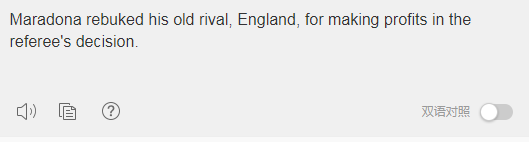 Maradona rebuked his old rival, England, for making profits in the
referee's decision.
双语对照